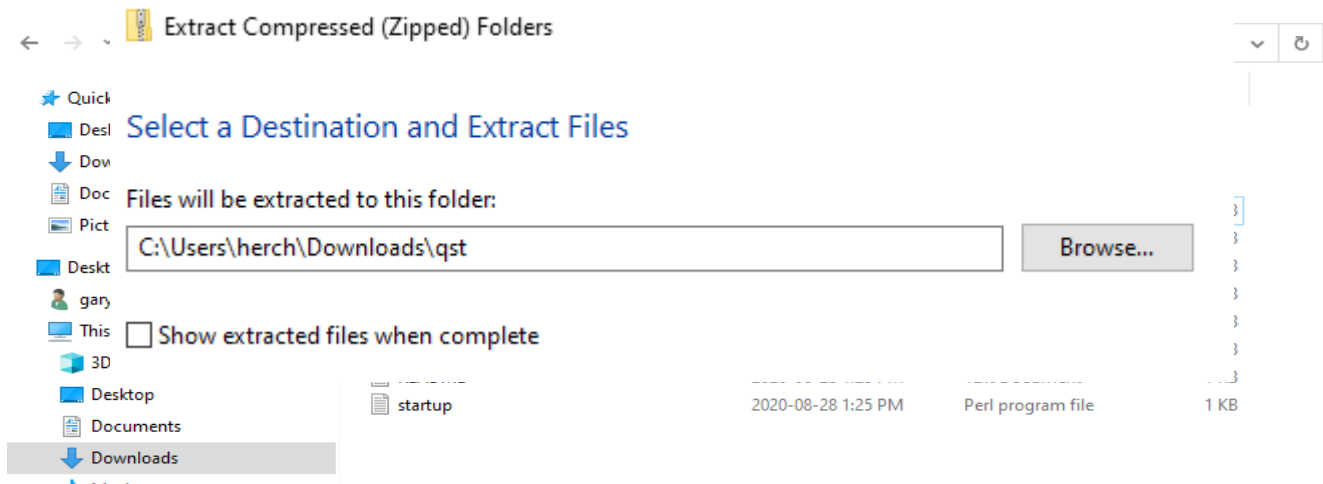 Extract Compressed (Zipped) Folders
Quick
Select a Destination and Extract Files
Files will be extracted to this folder:
C:\Users\herch\Downloads\qst
Browse...
Doc
Pict
Deskt
gary
This
Show extracted files when complete
3D
Desktop
startup 2020-08-28 1:25 PM Perl program file 1 KB
Documents
Downloads